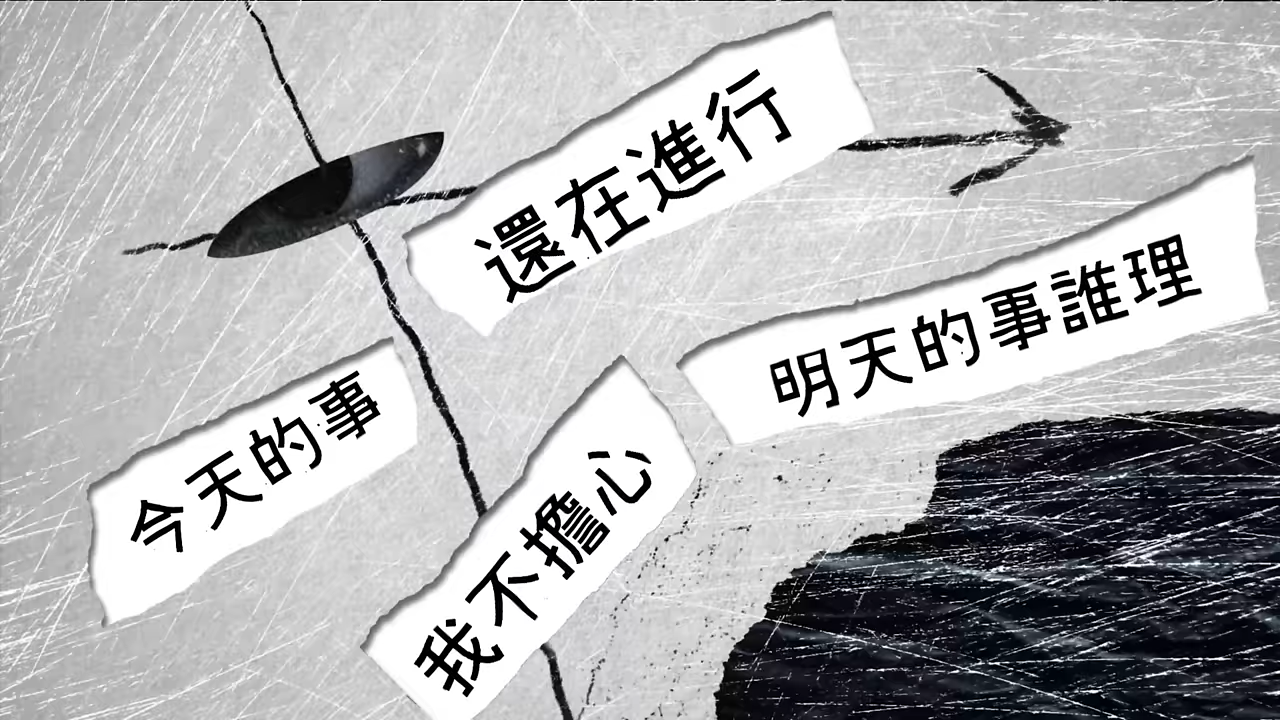 今天的事
還在進行
我不擔心
明天的事誰理